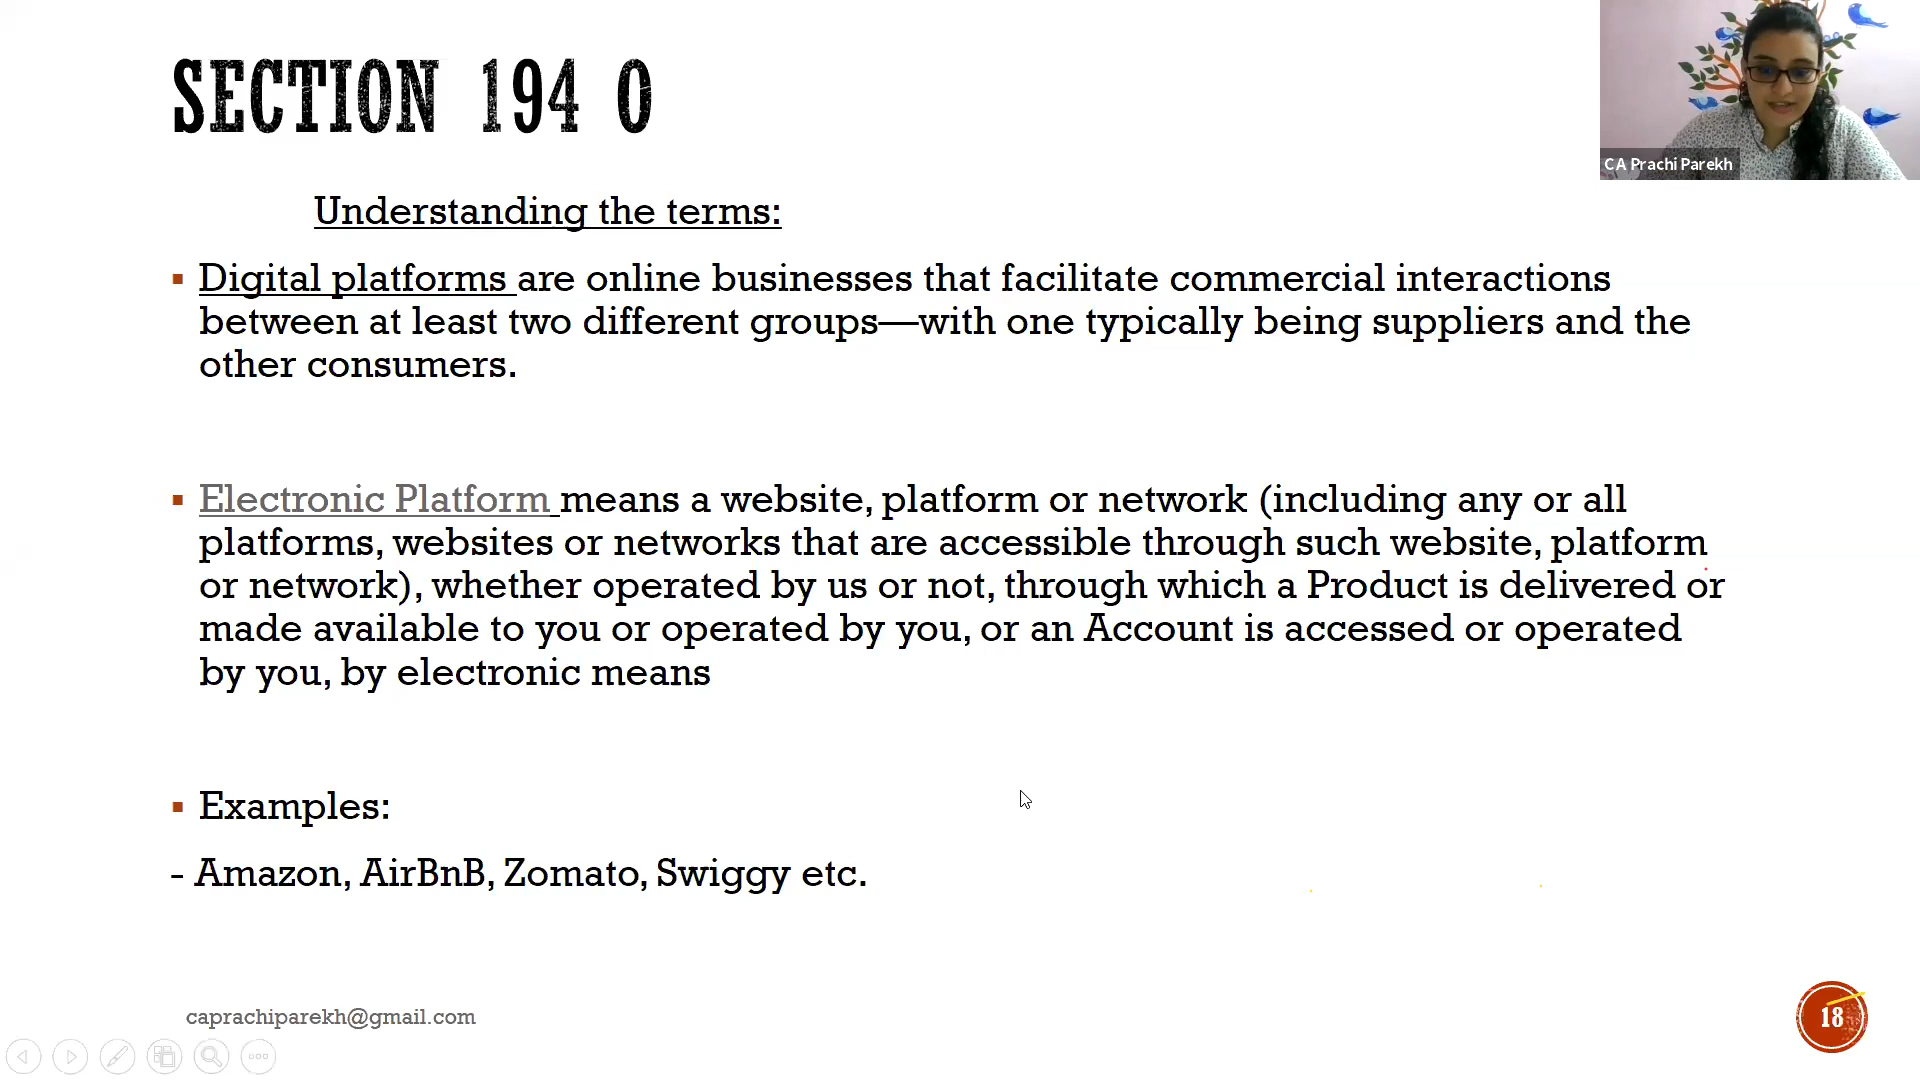 SECTION 194 O
CA Prachi Parekh
Understanding the terms:
▪ Digital platforms are online businesses that facilitate commercial interactions
between at least two different groups—with one typically being suppliers and the
other consumers.
▪ Electronic Platform means a website, platform or network (including any or all
platforms, websites or networks that are accessible through such website, platform
or network), whether operated by us or not, through which a Product is delivered or
made available to you or operated by you, or an Account is accessed or operated
by you, by electronic means
▪ Examples:
- Amazon, AirBnB, Zomato, Swiggy etc.
caprachiparekh@gmail.com
18